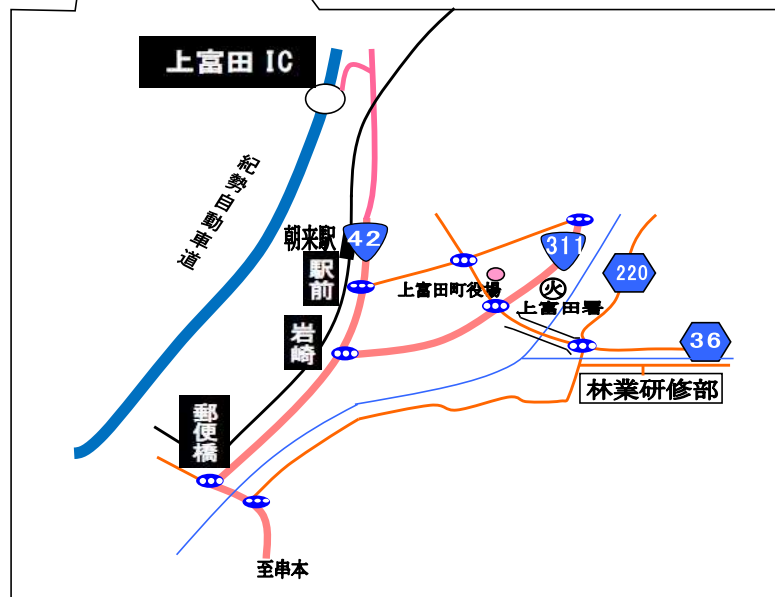 上富田 IC
紀勢自動車道
朝来駅
42
駅前
311
220
上富田町役場
火
上富田署
岩崎
36
林業研修部
郵便橋
至串本